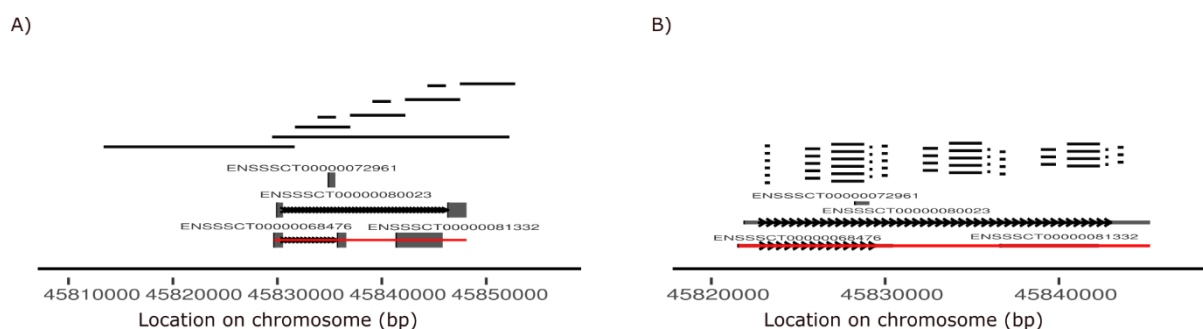 A)
ENSSSCT00000072961
ENSSSCT00000080023
ENSSSCT00000068476 ENSSSCT00000081332
45810000 45820000 45830000 45840000 45850000
Location on chromosome (bp)
B)
ENSSSCT00000072961
ENSSSCT00000080023
ENSSSCT00000068476 ENSSSCT00000081332
45820000 45830000 45840000
Location on chromosome (bp)